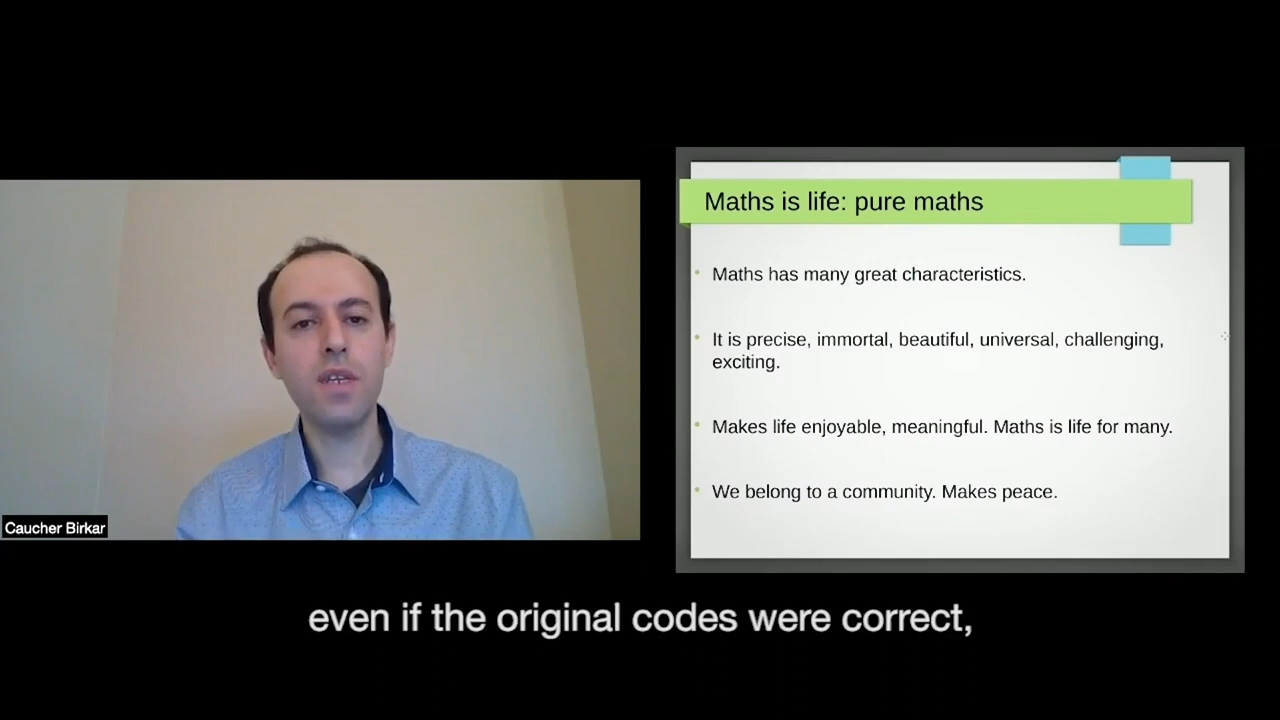 Maths is life: pure maths
Maths has many great characteristics.
It is precise, immortal, beautiful, universal, challenging,
exciting.
Makes life enjoyable, meaningful. Maths is life for many.
We belong to a community. Makes peace.
Caucher Birkar
even if the original codes were correct,